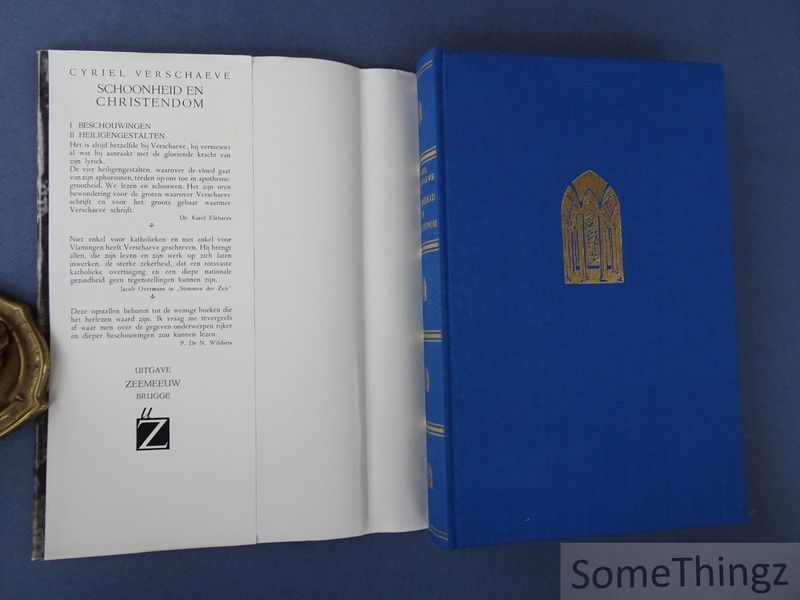 CYRIEL VERSCHAEVE
SCHOONHEID EN
CHRISTENDOM
I BESCHOUWINGEN
II HEILIGENGESTALTEN
Het is altijd hetzelfde bij Verschaeve, hij vernieuwt
al wat hij aanraakt met de gloeiende kracht van
zijn lyriek.
De vier heiligengestalten, waarover de vloed gaat
van zijn aphorismen, treden op ons toe in apotheose-
grootheid. We lezen en schouwen. Het zijn uren
bewondering voor de groten waarover Verschaeve
schrijft en voor het groots gebaar waarmee
Verschaeve schrijft.
Dr. Karel Elebaers
Niet enkel voor katholieken en niet enkel voor
Vlamingen heeft Verschaeve geschreven. Hij brengt
allen, die zijn leven en zijn werk op zich laten
inwerken, de sterke zekerheid, dat een rotsvaste
katholieke overtuiging en een diepe nationale
gezindheid geen tegenstellingen kunnen zijn.
Jacob Overmans in „Stimmen der Zeit"
Deze opstellen behoren tot de weinige boeken die
het herlezen waard zijn. Ik vraag me tevergeefs
af waar men over de gegeven onderwerpen rijker
en dieper beschouwingen zou kunnen lezen.
P. Dr N. Wildiers
UITGAVE
ZEEMEEUW
BRUGGE
Z
SomeThingz